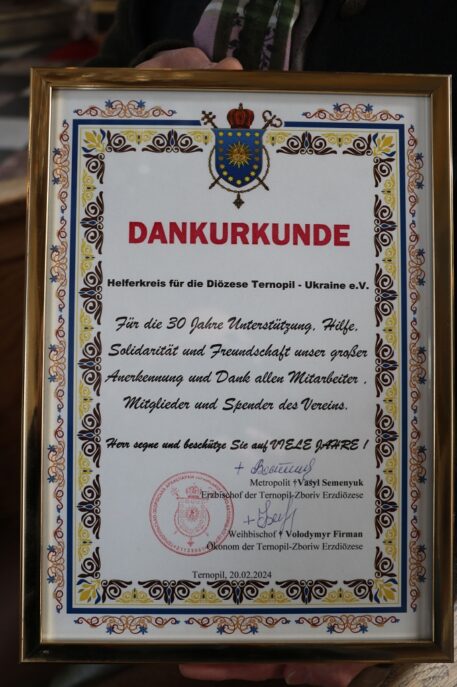 DANKURKUNDE
Helferkreis für die Diözese Ternopil - Ukraine e.V.
Für die 30 Jahre Unterstützung, Hilfe,
Solidarität und Freundschaft unser großer
Anerkennung und Dank allen Mitarbeiter ,
Mitglieder und Spender des Vereins.
Herr segne und beschütze Sie auf VIELE JAHRE !
Metropolit †Vasyl Semenyuk
Erzbischof der Ternopil-Zboriv Erzdiözese
Weihbischof † Volodymyr Firman
Ökonom der Ternopil-Zboriw Erzdiözese
Ternopil, 20.02.2024